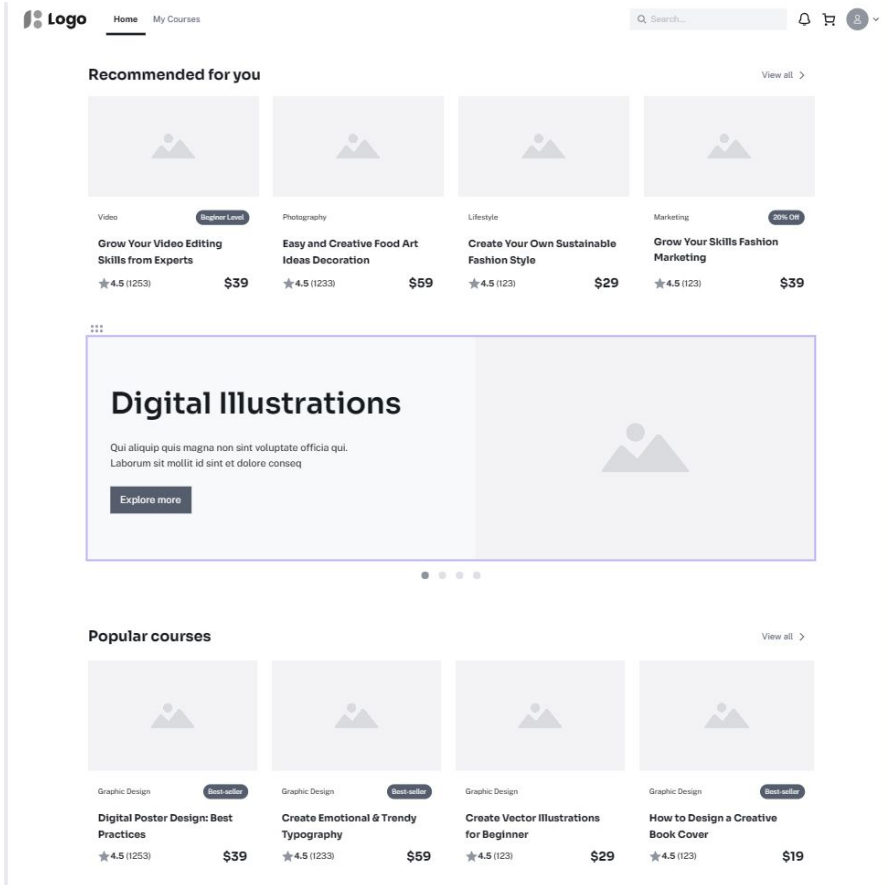 Logo
Home
My Courses
Search...
Recommended for you
View all
Video
Beginer Level
Grow Your Video Editing
Skills from Experts
4.5 (1253)
$39
Photography
Easy and Creative Food Art
Ideas Decoration
4.5 (1233)
$59
Lifestyle
Create Your Own Sustainable
Fashion Style
4.5 (123)
$29
Marketing
20% Off
Grow Your Skills Fashion
Marketing
4.5 (123)
$39
Digital Illustrations
Qui aliquip quis magna non sint voluptate officia qui.
Laborum sit mollit id sint et dolore conseq
Explore more
Popular courses
View all
Graphic Design
Best-seller
Digital Poster Design: Best
Practices
4.5 (1253)
$39
Graphic Design
Best-seller
Create Emotional & Trendy
Typography
4.5 (1233)
$59
Graphic Design
Create Vector Illustrations
for Beginner
4.5 (123)
$29
Graphic Design
Best-seller
How to Design a Creative
Book Cover
4.5 (123)
$19